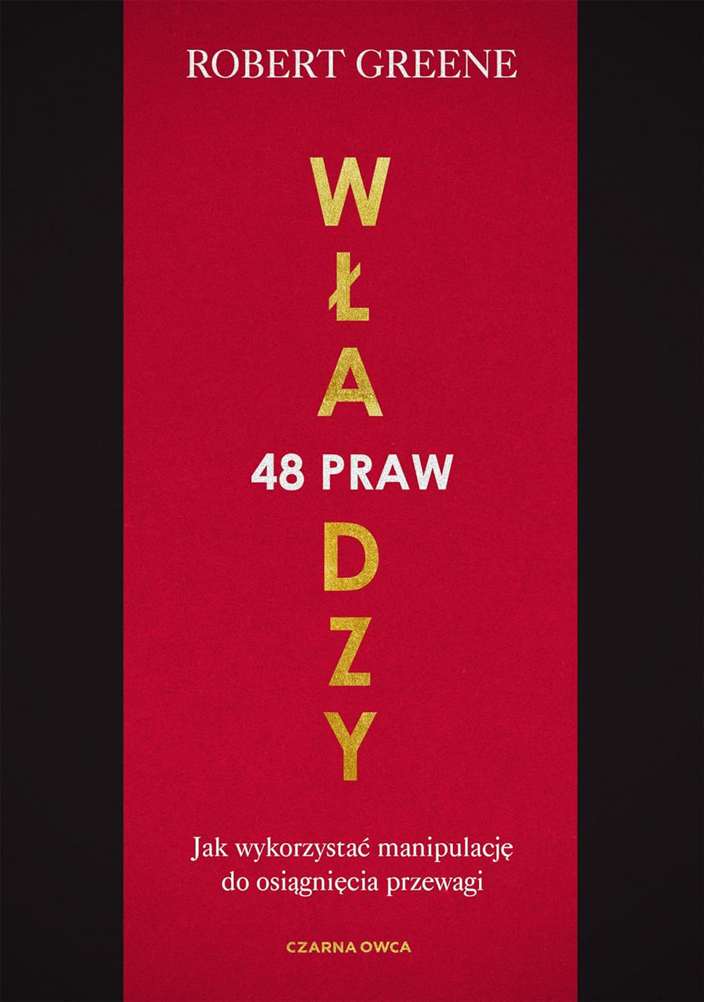 ROBERT GREENE
W
Ł
A
48 PRAW
D
Z
Y
Jak wykorzystać manipulację
do osiągnięcia przewagi
CZARNA OWCA